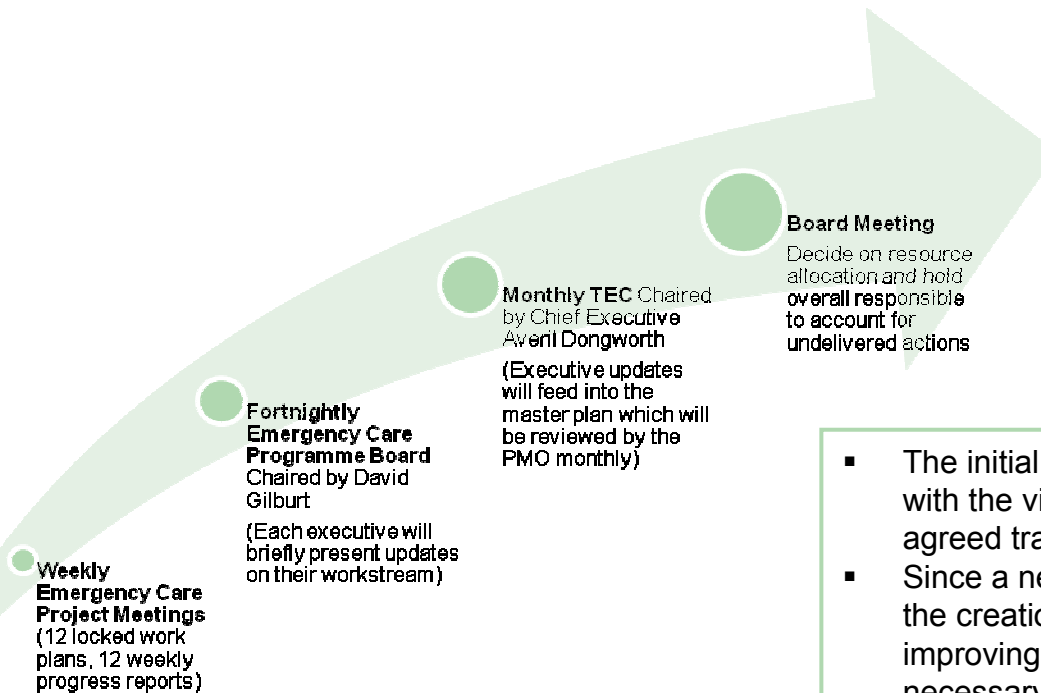 Board Meeting
Decide on resource
allocation and hold
overall responsible
to account for
undelivered actions
Monthly TEC Chaired
by Chief Executive
Averil Dongworth
(Executive updates
will feed into the
master plan which will
be reviewed by the
PMO monthly)
Fortnightly
Emergency Care
Programme Board
Chaired by David
Gilburt
(Each executive will
briefly present updates
on their workstream)
Weekly
Emergency Care
Project Meetings
(12 locked work
plans, 12 weekly
progress reports)
▪ The initial
with the
agreed
▪ Since a
the
improving
necessary